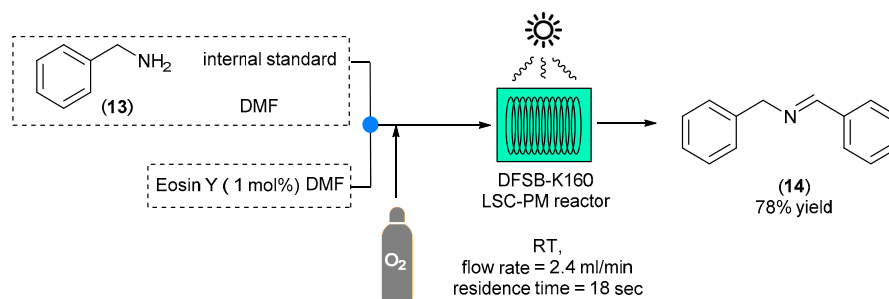 NH2
internal standard
(13)
DMF
Eosin Y ( 1 mol%) DMF
O2
DFSB-K160
LSC-PM reactor
RT,
flow rate = 2.4 ml/min
residence time = 18 sec
N
(14)
78% yield